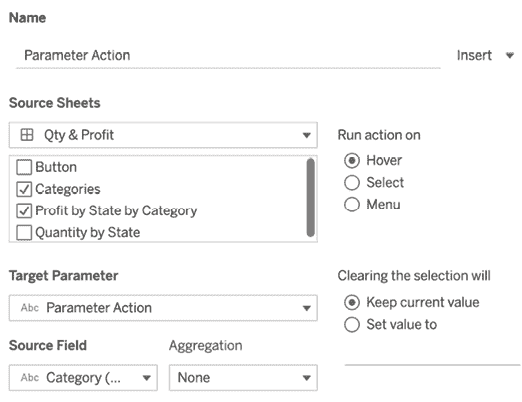 Name
Parameter Action
Insert
Source Sheets
Qty & Profit
Button
Categories
Profit by State by Category
Quantity by State
Run action on
Hover
Select
Menu
Target Parameter
Abc Parameter Action
Clearing the selection will
Keep current value
Set value to
Source Field
Aggregation
Abc Category (...
None